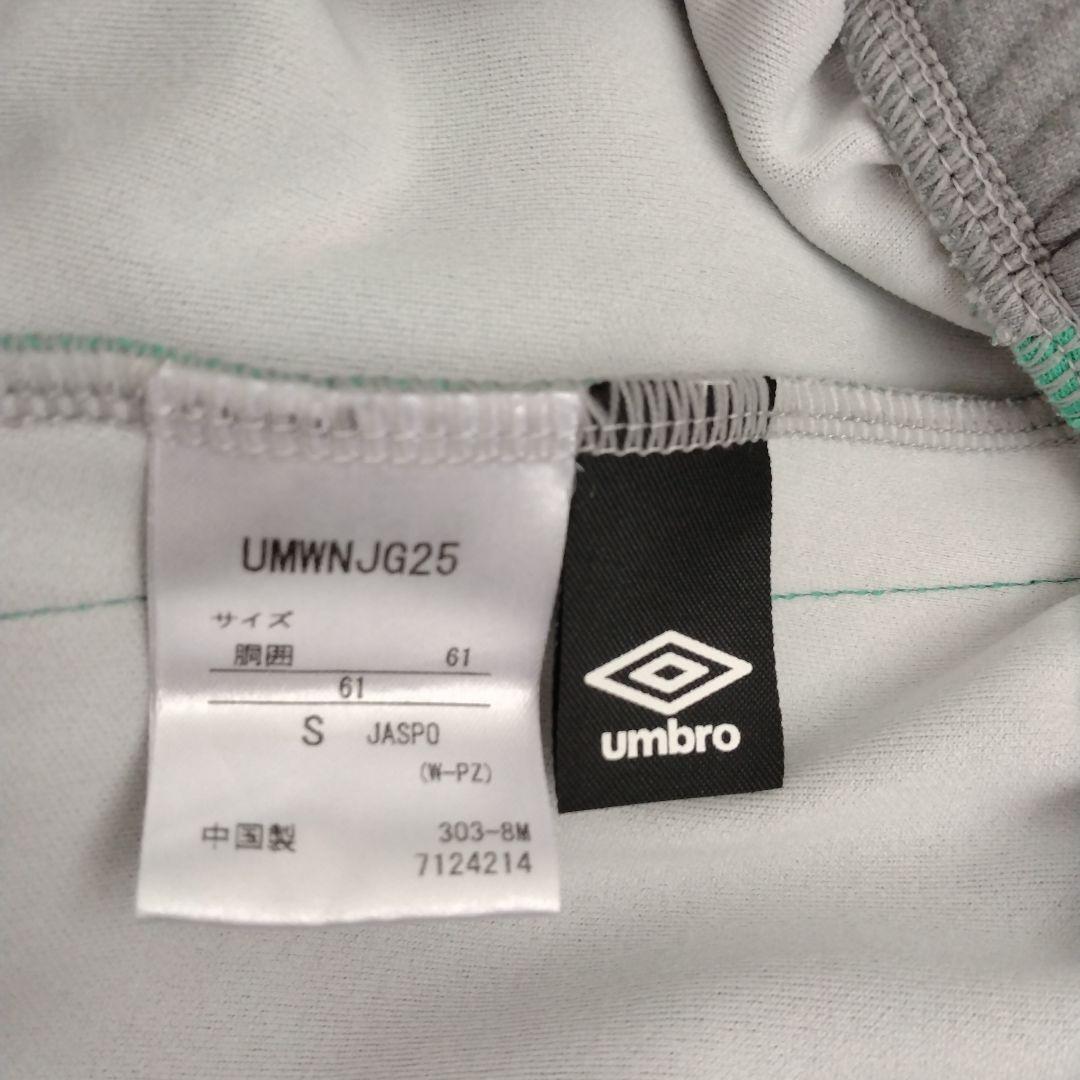 UMWNJG25
サイズ
胴囲 61
61
S JASPO
(W-PZ)
中国製 303-8M
7124214
umbro